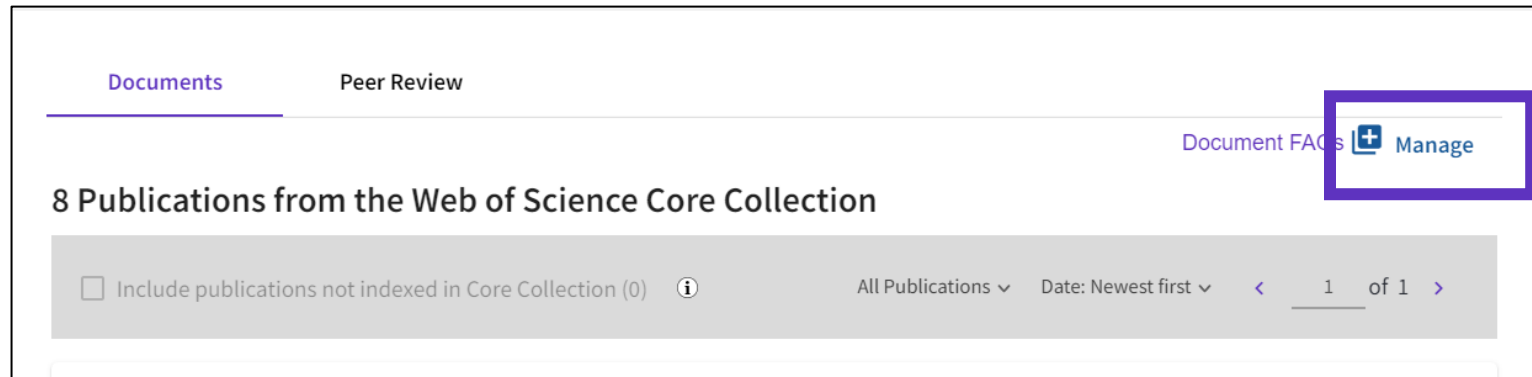 Documents Peer Review
Document FAQs Manage
8 Publications from the Web of Science Core Collection
Include publications not indexed in Core Collection (0) i All Publications Date: Newest first < 1 of 1 >